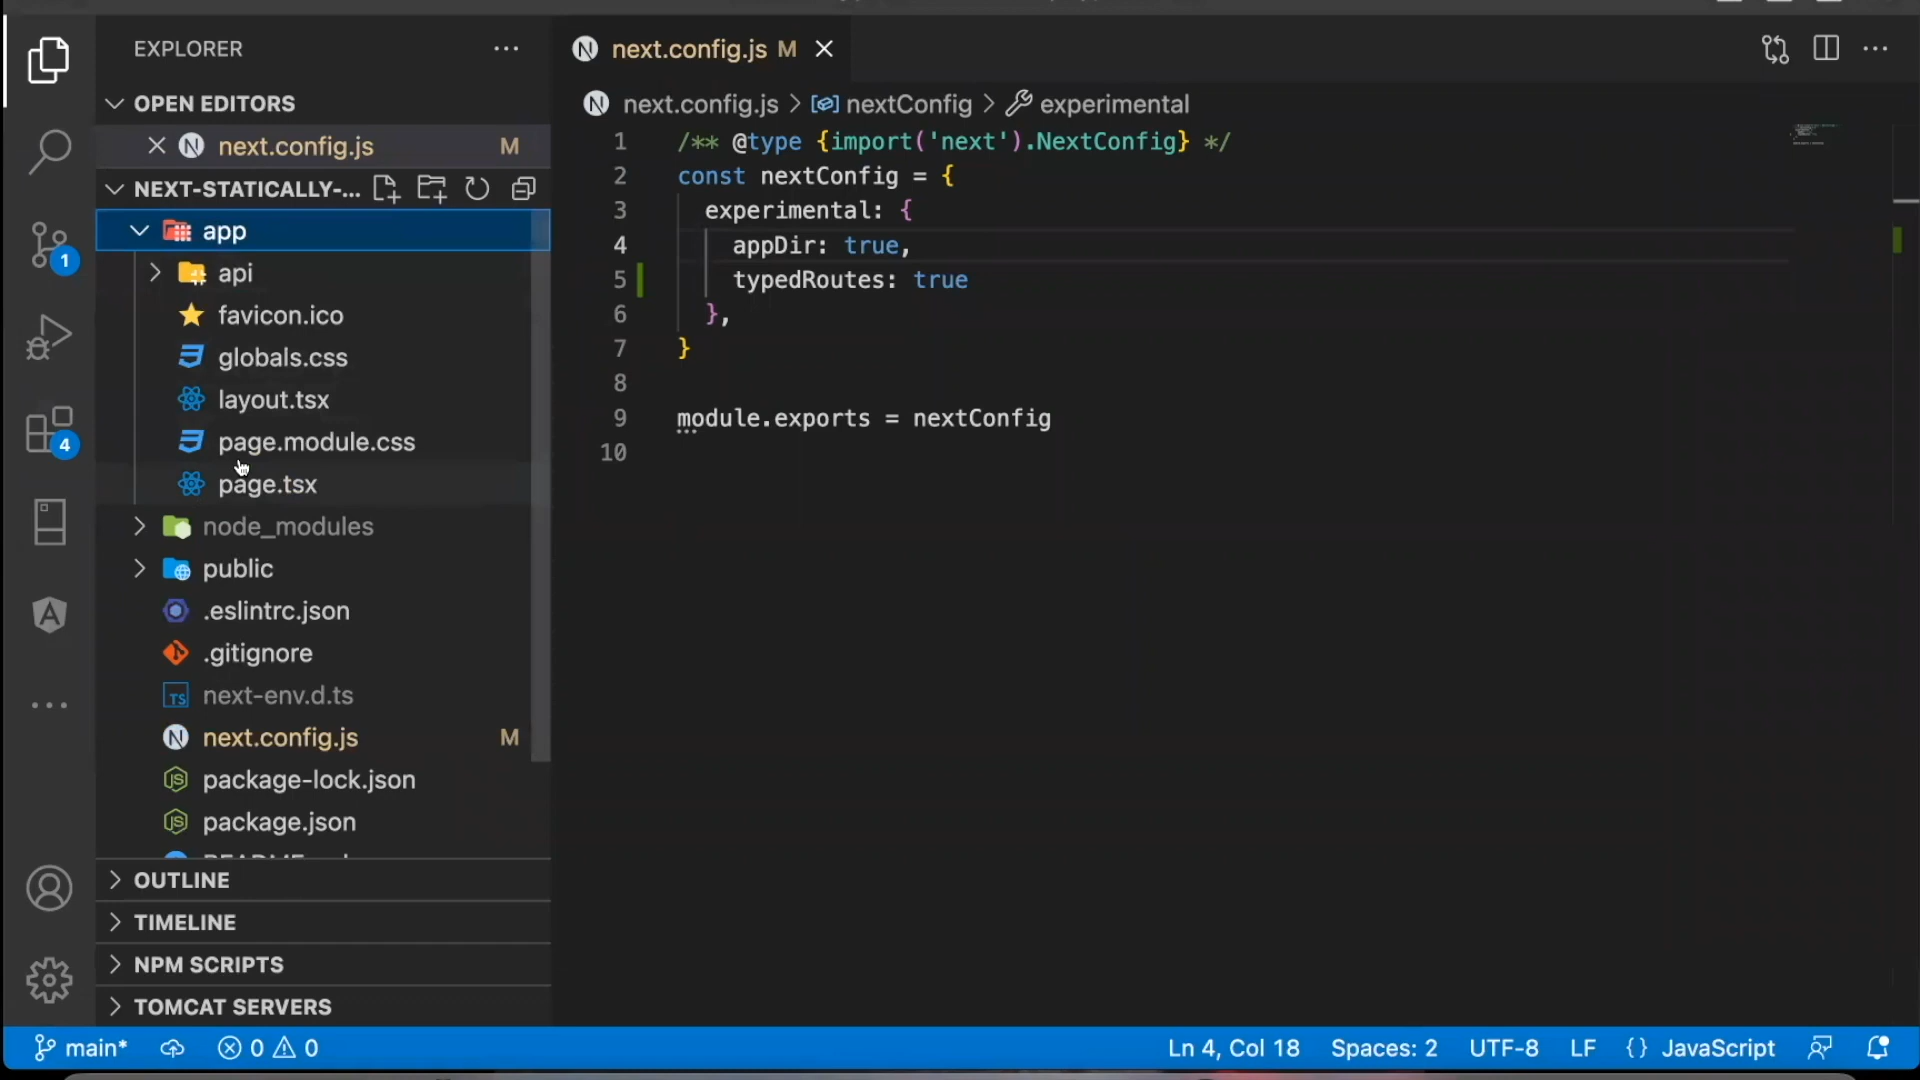 EXPLORER
OPEN EDITORS
next.config.js M
NEXT-STATICALLY-...
app
api
favicon.ico
globals.css
layout.tsx
page.module.css
page.tsx
node_modules
public
.eslintrc.json
.gitignore
TS next-env.d.ts
next.config.js M
package-lock.json
package.json
OUTLINE
TIMELINE
NPM SCRIPTS
TOMCAT SERVERS
1
4
next.config.js M
next.config.js > nextConfig > experimental
1 /** @type {import('next').NextConfig} */
2 const nextConfig = {
3 experimental: {
4 appDir: true,
5 typedRoutes: true
6 },
7 }
8
9 module.exports = nextConfig
10
main* 0 0 Ln 4, Col 18 Spaces: 2 UTF-8 LF {} JavaScript